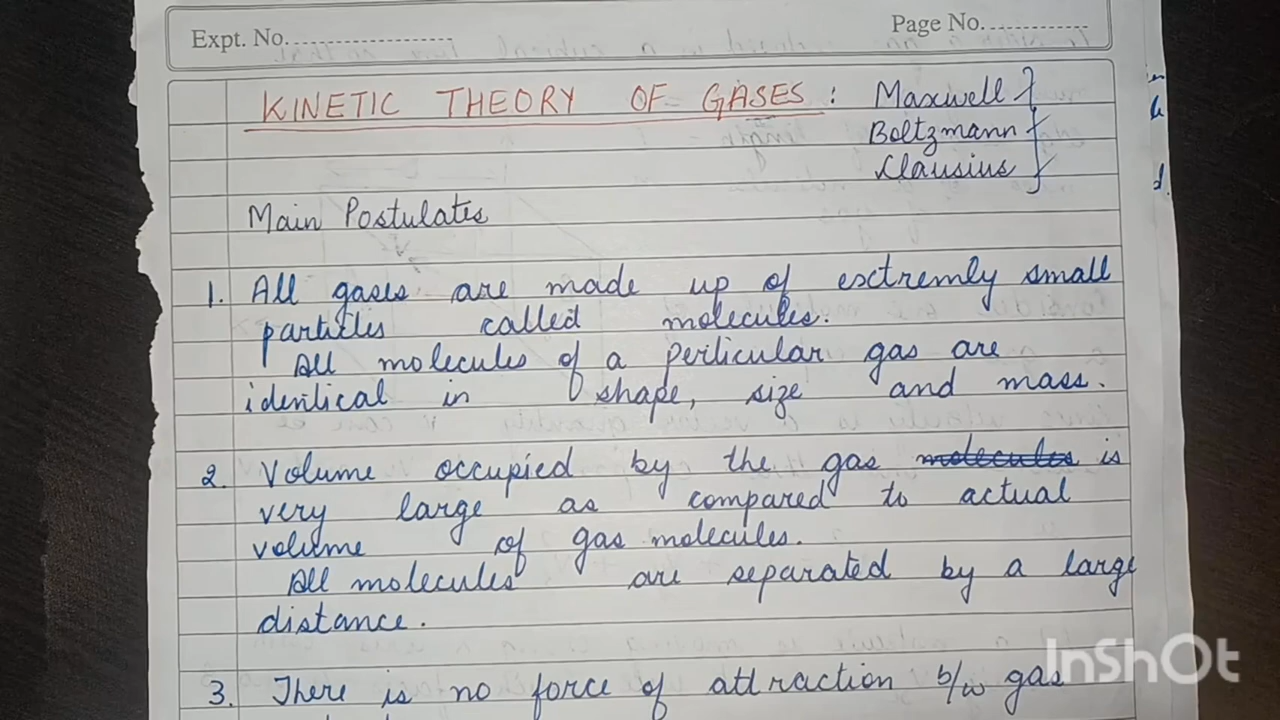 Expt. No.
Page No.
KINETIC THEORY OF GASES : Maxwell
Boltzmann
Clausius
Main Postulates
1. All gases are made up of extremly small
particles called molecules.
All molecules of a perticular gas are
identical in shape, size and mass.
2. Volume occupied by the gas molecules is
very large as compared to actual
volume of gas molecules.
All molecules are separated by a large
distance.
3. There is no force of attraction b/w gas
InShOt